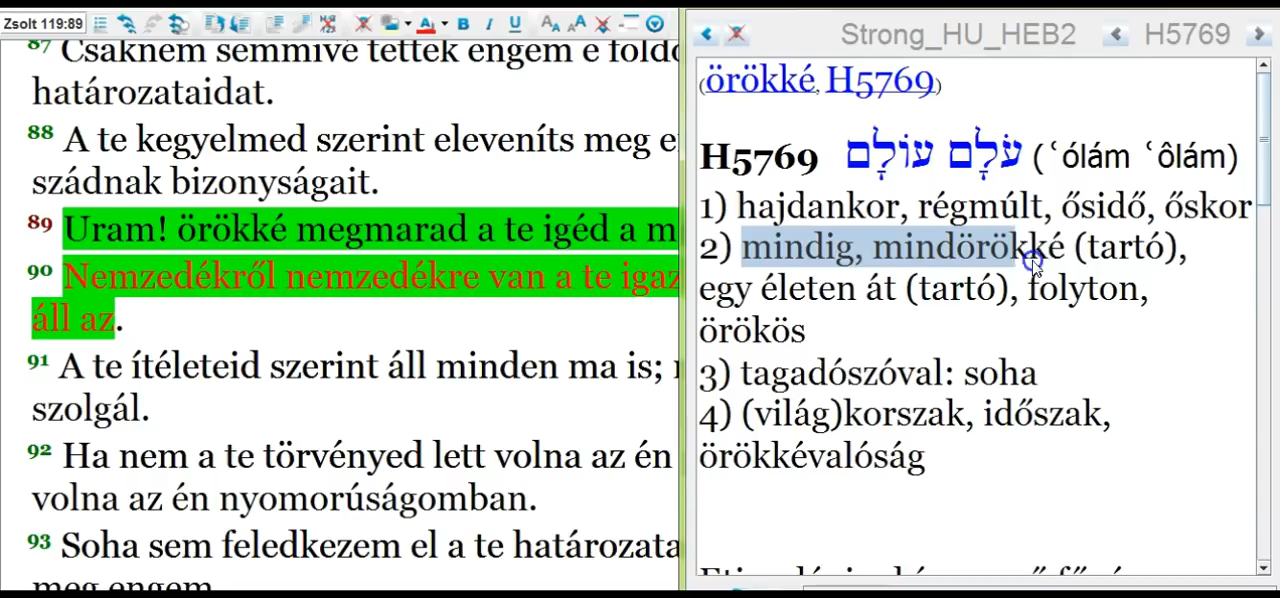 Zsolt 119:89
87 Csaknem semmivé tettek engem e
határozataidat.
88 A te kegyelmed szerint eleveníts meg
szádnak bizonyságait.
89 Uram! örökké megmarad a te igéd a
90 Nemzedékről nemzedékre van a te
áll az.
91 A te ítéleteid szerint áll minden ma is;
szolgál.
92 Ha nem a te törvényed lett volna az én
volna az én nyomorúságomban.
93 Soha sem feledkezem el a te
meg engem
Strong_HU_HEB2 H5769
(örökké, H5769)
H5769 עֹלָם עוֹלָם (ʿólám ʿôlám)
1) hajdankor, régmúlt, ősidő, őskor
2) mindig, mindörökké (tartó),
egy életen át (tartó), folyton,
örökös
3) tagadószóval: soha
4) (világ)korszak, időszak,
örökkévalóság